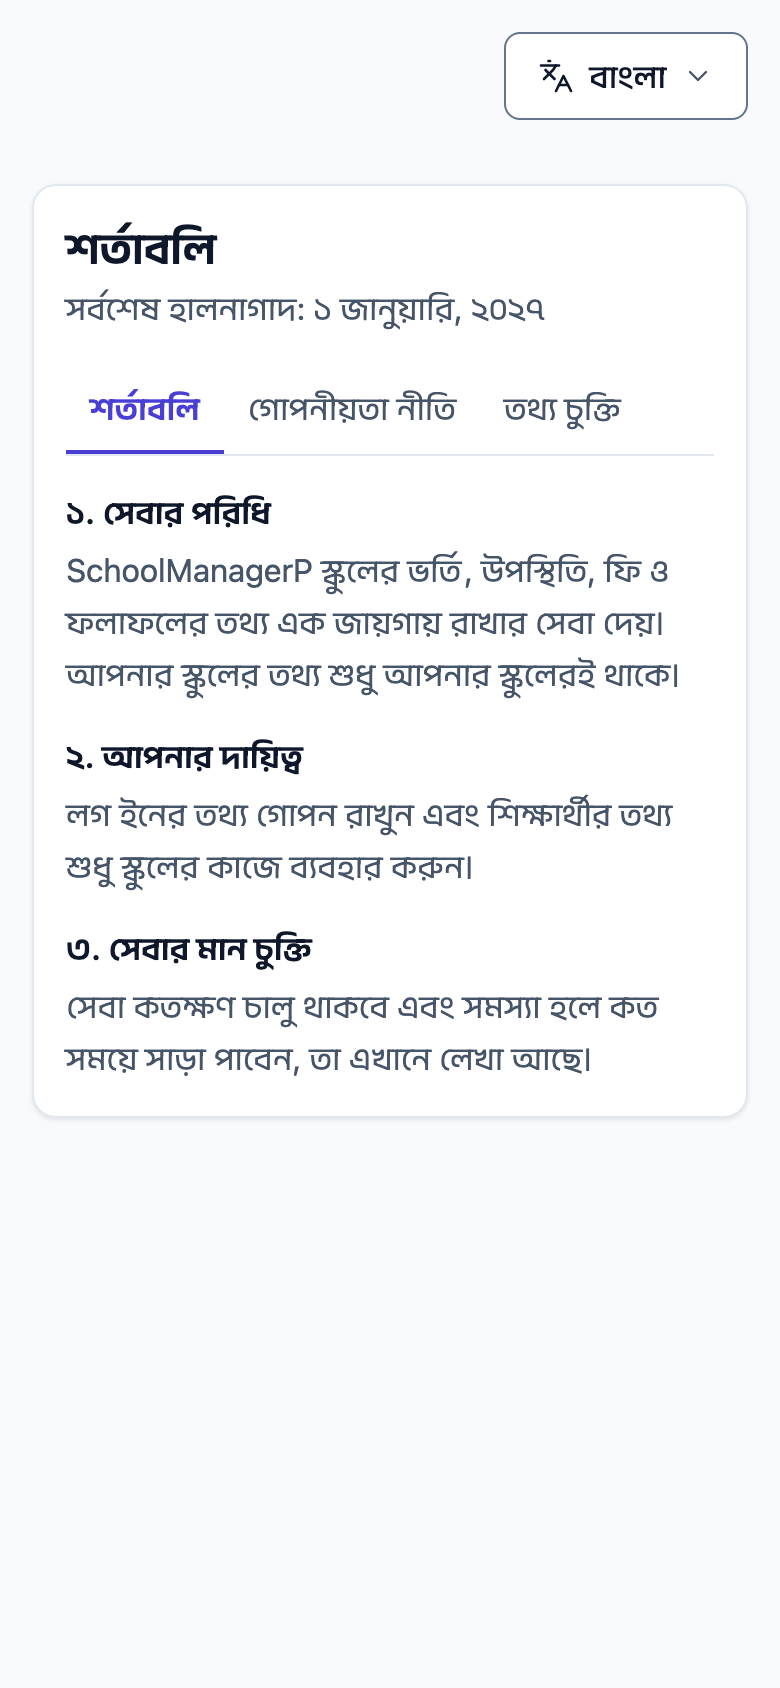 বাংলা
শর্তাবলি
সর্বশেষ হালনাগাদ: ১ জানুয়ারি, ২০২৭
শর্তাবলি গোপনীয়তা নীতি তথ্য চুক্তি
১. সেবার পরিধি
SchoolManagerP স্কুলের ভর্তি, উপস্থিতি, ফি ও
ফলাফলের তথ্য এক জায়গায় রাখার সেবা দেয়।
আপনার স্কুলের তথ্য শুধু আপনার স্কুলেরই থাকে।
২. আপনার দায়িত্ব
লগ ইনের তথ্য গোপন রাখুন এবং শিক্ষার্থীর তথ্য
শুধু স্কুলের কাজে ব্যবহার করুন।
৩. সেবার মান চুক্তি
সেবা কতক্ষণ চালু থাকবে এবং সমস্যা হলে কত
সময়ে সাড়া পাবেন, তা এখানে লেখা আছে।